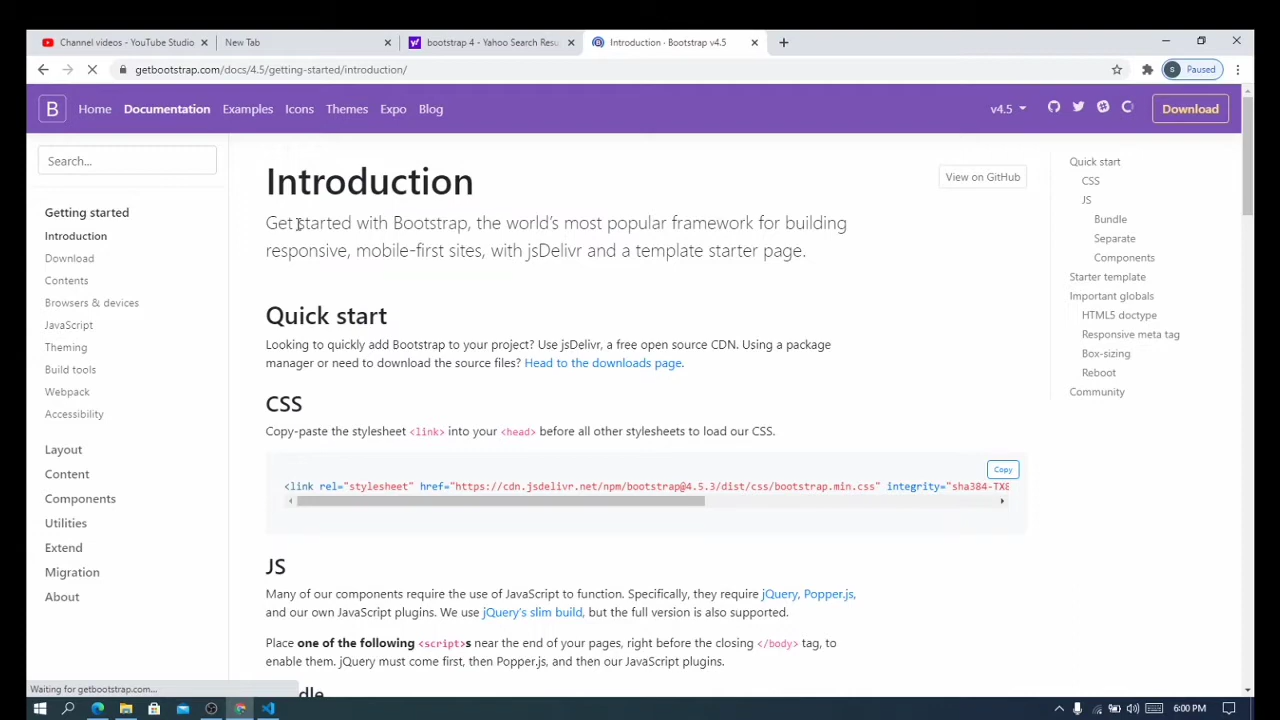 Channel videos - YouTube Studio
New Tab
bootstrap 4 - Yahoo Search Resu
Introduction · Bootstrap v4.5
getbootstrap.com/docs/4.5/getting-started/introduction/
S
Paused
B
Home
Documentation
Examples
Icons
Themes
Expo
Blog
v4.5
Download
Search...
Getting started
Introduction
Download
Contents
Browsers & devices
JavaScript
Theming
Build tools
Webpack
Accessibility
Layout
Content
Components
Utilities
Extend
Migration
About
Introduction
View on GitHub
Get started with Bootstrap, the world's most popular framework for building
responsive, mobile-first sites, with jsDelivr and a template starter page.
Quick start
Looking to quickly add Bootstrap to your project? Use jsDelivr, a free open source CDN. Using a package
manager or need to download the source files? Head to the downloads page.
CSS
Copy-paste the stylesheet <link> into your <head> before all other stylesheets to load our CSS.
Copy
<link rel="stylesheet" href="https://cdn.jsdelivr.net/npm/bootstrap@4.5.3/dist/css/bootstrap.min.css" integrity="sha384-TX8
JS
Many of our components require the use of JavaScript to function. Specifically, they require jQuery, Popper.js,
and our own JavaScript plugins. We use jQuery's slim build, but the full version is also supported.
Place one of the following <script>s near the end of your pages, right before the closing </body> tag, to
enable them. jQuery must come first, then Popper.js, and then our JavaScript plugins.
Quick start
CSS
JS
Bundle
Separate
Components
Starter template
Important globals
HTML5 doctype
Responsive meta tag
Box-sizing
Reboot
Community
Waiting for getbootstrap.com...
6:00 PM